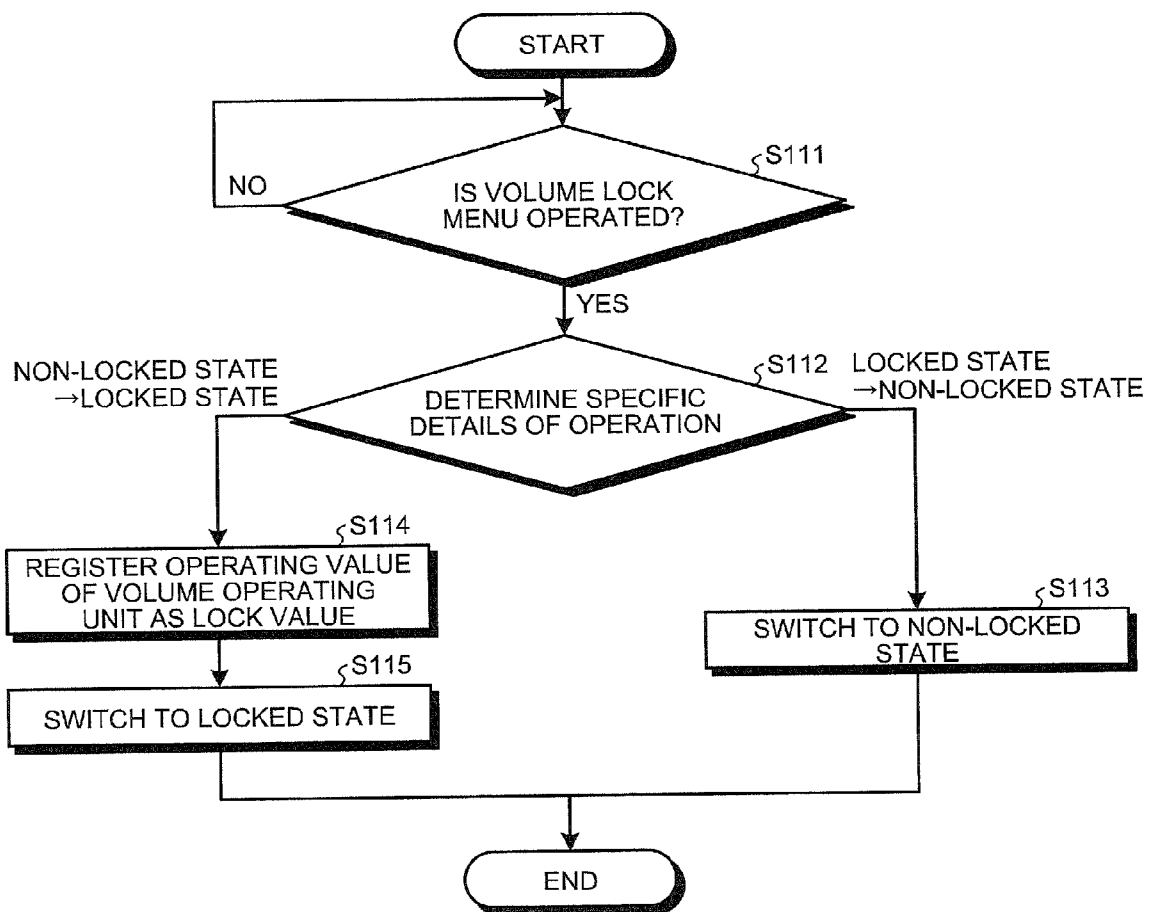 START
S111
NO
IS VOLUME LOCK
MENU OPERATED?
YES
NON-LOCKED STATE
→LOCKED STATE
S112
LOCKED STATE
→NON-LOCKED STATE
DETERMINE SPECIFIC
DETAILS OF OPERATION
S114
REGISTER OPERATING VALUE
OF VOLUME OPERATING
UNIT AS LOCK VALUE
S113
SWITCH TO NON-LOCKED
STATE
S115
SWITCH TO LOCKED STATE
END